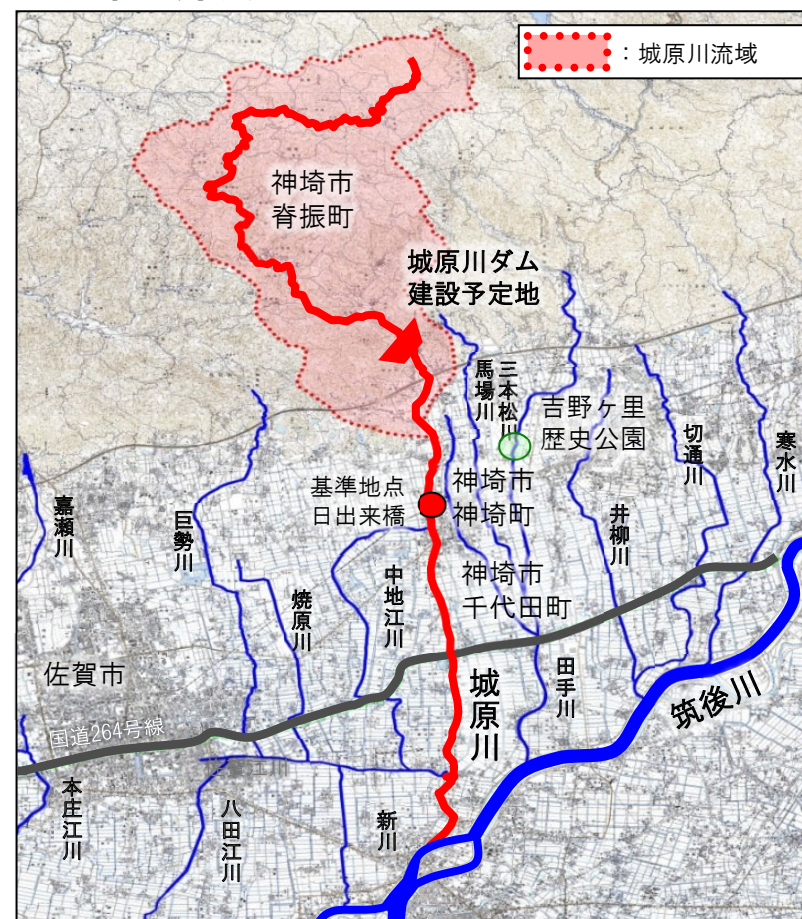 ：城原川流域
神埼市
脊振町
城原川ダム
建設予定地
馬場川
三本松川
吉野ヶ里
歴史公園
切通川
寒水川
基準地点
日出来橋
神埼市
神埼町
嘉瀬川
巨勢川
井柳川
焼原川
中地江川
神埼市
千代田町
佐賀市
城原川
田手川
筑後川
国道264号線
本庄江川
八田江川
新川